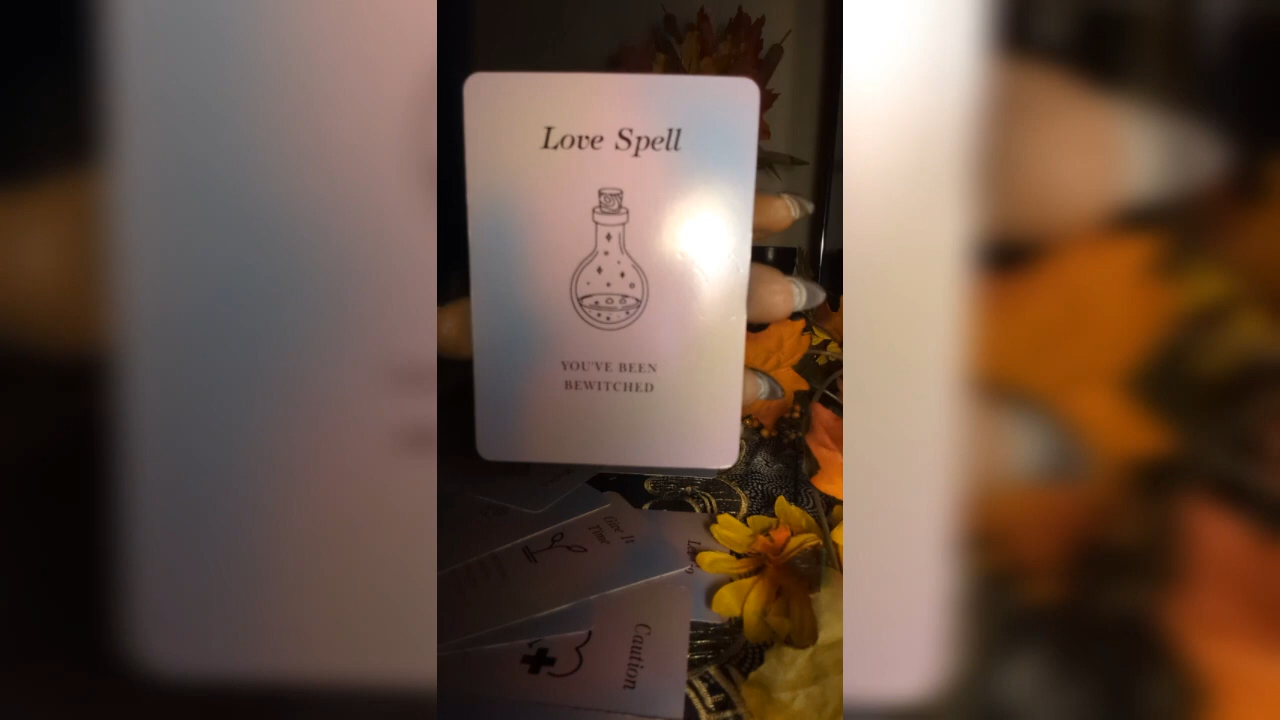 Love Spell
YOU'VE BEEN
BEWITCHED
Give It
Time
Caution